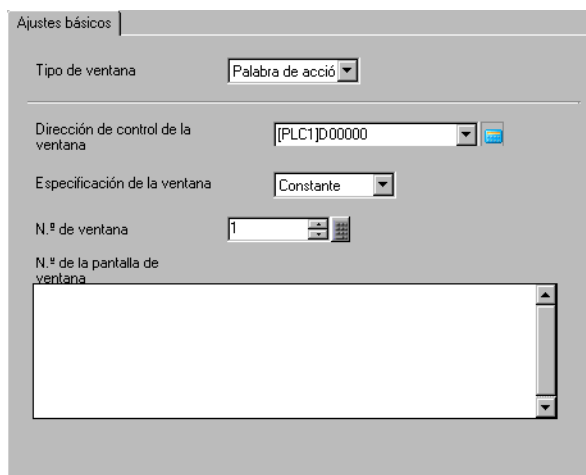 Ajustes básicos
Tipo de ventana
Palabra de acció
Dirección de control de la
ventana
[PLC1]D00000
Especificación de la ventana
Constante
N.º de ventana
1
N.º de la pantalla de
ventana